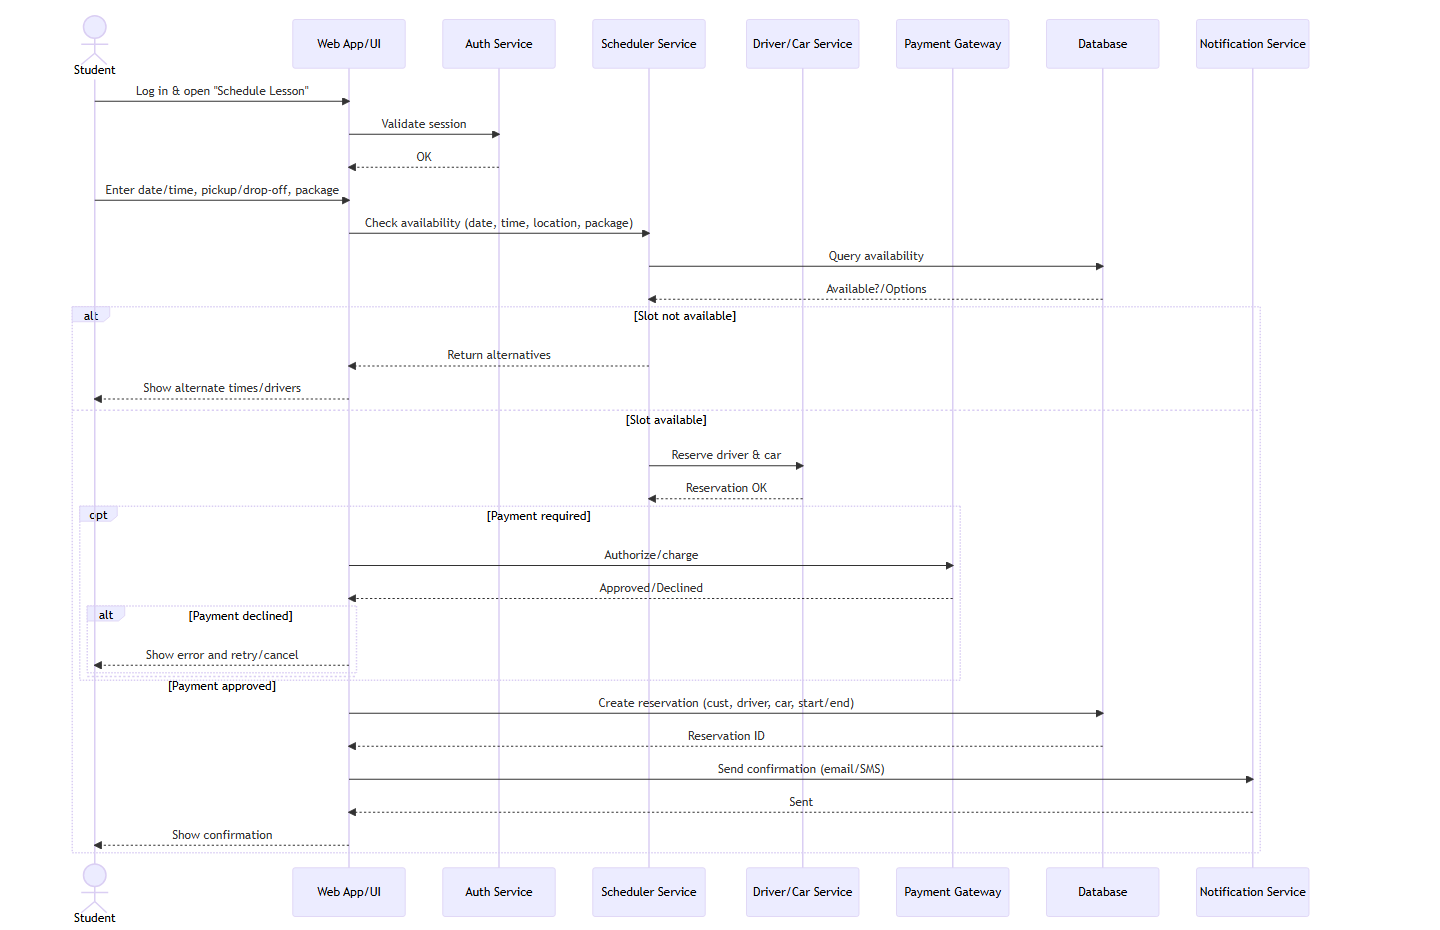 Student
Web App/UI
Auth Service
Scheduler Service
Driver/Car Service
Payment Gateway
Database
Notification Service
Log in & open "Schedule Lesson"
Validate session
OK
Enter date/time, pickup/drop-off, package
Check availability (date, time, location, package)
Query availability
Available?/Options
alt
[Slot not available]
Return alternatives
Show alternate times/drivers
[Slot available]
Reserve driver & car
Reservation OK
opt
[Payment required]
Authorize/charge
Approved/Declined
alt
[Payment declined]
Show error and retry/cancel
[Payment approved]
Create reservation (cust, driver, car, start/end)
Reservation ID
Send confirmation (email/SMS)
Sent
Show confirmation
Student
Web App/UI
Auth Service
Scheduler Service
Driver/Car Service
Payment Gateway
Database
Notification Service